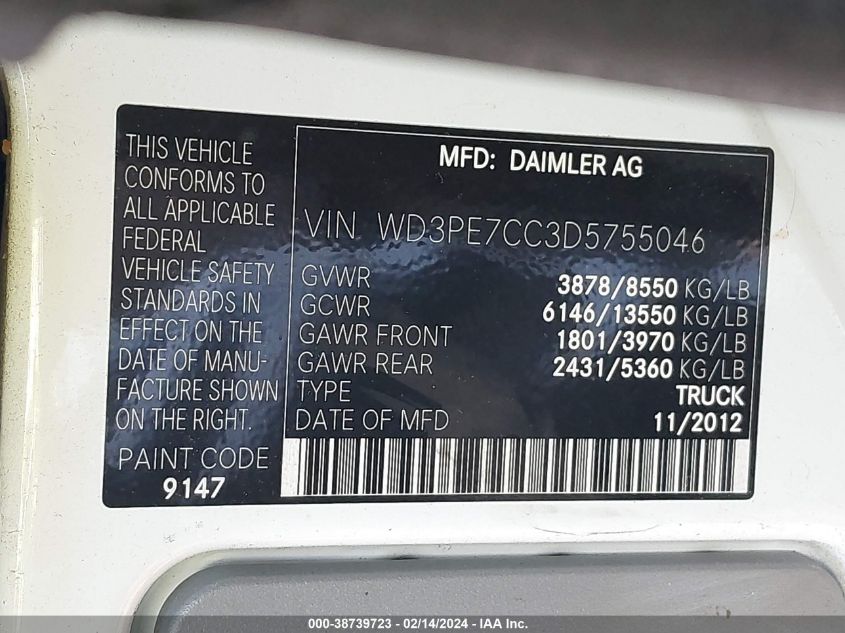 THIS VEHICLE
CONFORMS TO
ALL APPLICABLE
FEDERAL
VEHICLE SAFETY
STANDARDS IN
EFFECT ON THE
DATE OF MANU-
FACTURE SHOWN
ON THE RIGHT.
PAINT CODE
9147
MFD: DAIMLER AG
VIN WD3PE7CC3D5755046
GVWR 3878/8550 KG/LB
GCWR 6146/13550 KG/LB
GAWR FRONT 1801/3970 KG/LB
GAWR REAR 2431/5360 KG/LB
TYPE TRUCK
DATE OF MFD 11/2012
000-38739723 - 02/14/2024 - IAA Inc.